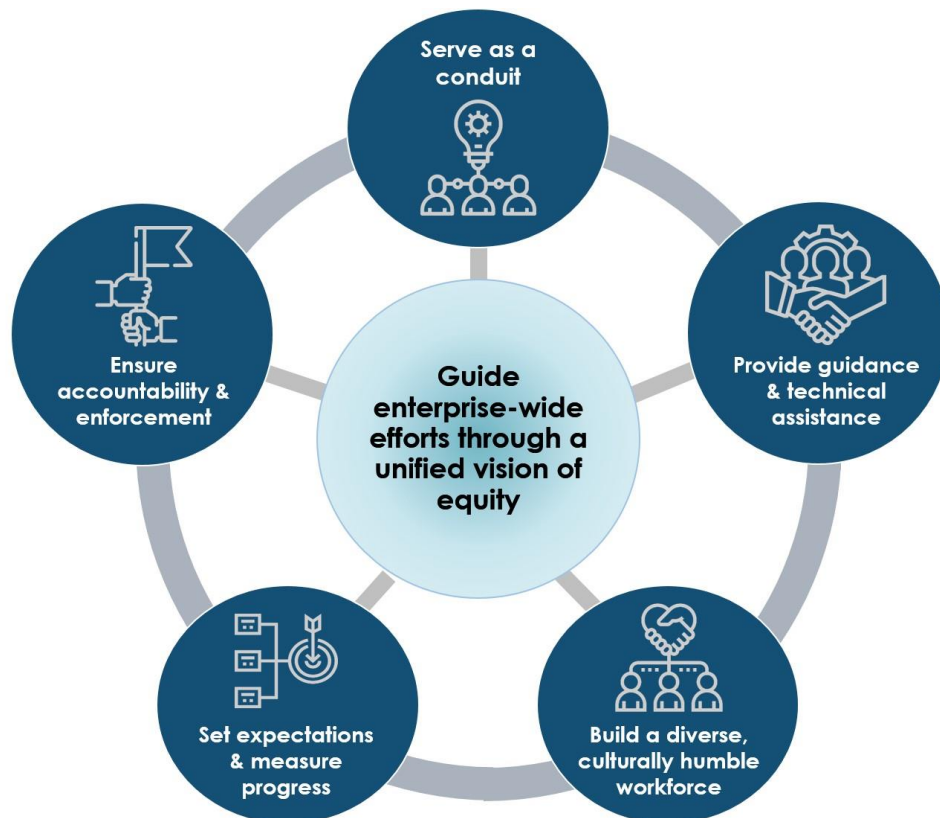 Serve as a
conduit
Provide guidance
& technical
assistance
Build a diverse,
culturally humble
workforce
Set expectations
& measure
progress
Ensure
accountability &
enforcement
Guide
enterprise-wide
efforts through a
unified vision of
equity